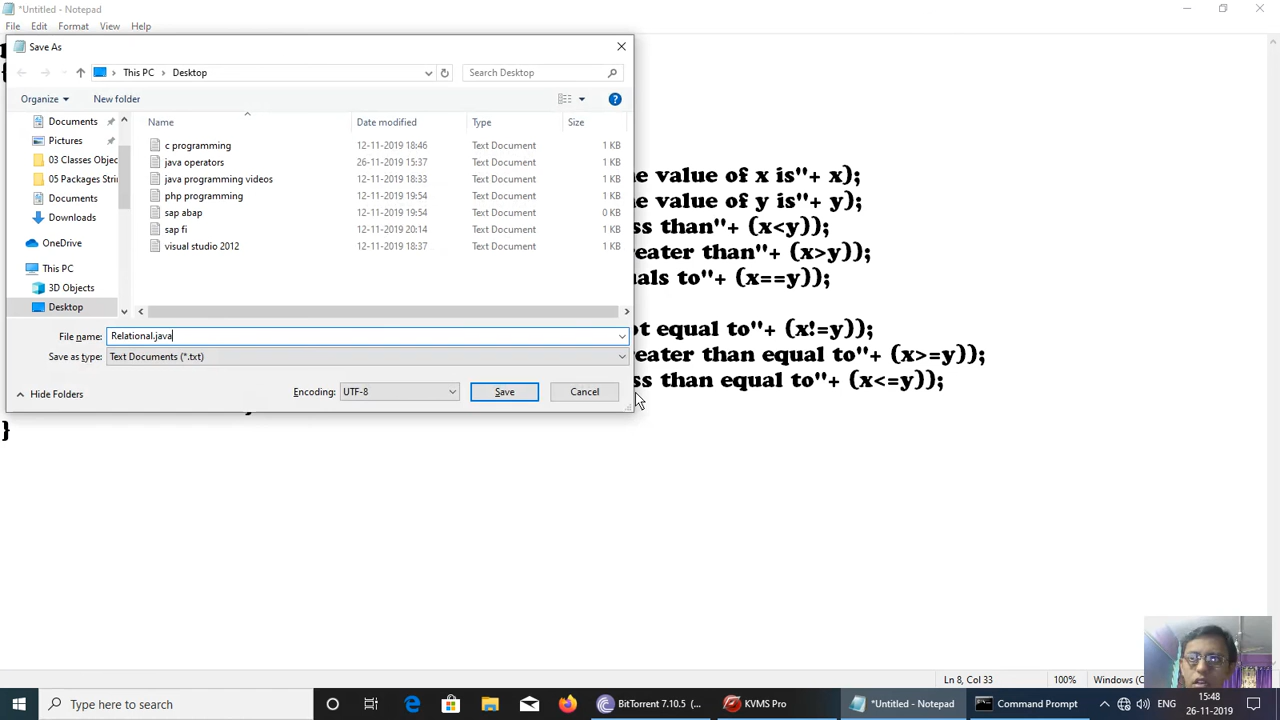 *Untitled - Notepad
File Edit Format View Help
Save As
This PC > Desktop
Search Desktop
Organize New folder
Name Date modified Type Size
Documents
Pictures
03 Classes Objec
05 Packages Strin
Documents
Downloads
OneDrive
This PC
3D Objects
Desktop
c programming 12-11-2019 18:46 Text Document 1 KB
java operators 26-11-2019 15:37 Text Document 1 KB
java programming videos 12-11-2019 18:33 Text Document 1 KB
php programming 12-11-2019 19:54 Text Document 1 KB
sap abap 12-11-2019 19:54 Text Document 0 KB
sap fi 12-11-2019 20:14 Text Document 1 KB
visual studio 2012 12-11-2019 18:37 Text Document 1 KB
File name: Relational.java
Save as type: Text Documents (*.txt)
Hide Folders Encoding: UTF-8 Save Cancel
e value of x is"+ x);
e value of y is"+ y);
ss than"+ (x<y));
reater than"+ (x>y));
uals to"+ (x==y));
ot equal to"+ (x!=y));
reater than equal to"+ (x>=y));
ss than equal to"+ (x<=y));
}
Ln 8, Col 33 100% Windows (C
Type here to search
BitTorrent 7.10.5 (...
KVMS Pro
*Untitled - Notepad
Command Prompt
ENG
15:48
26-11-2019